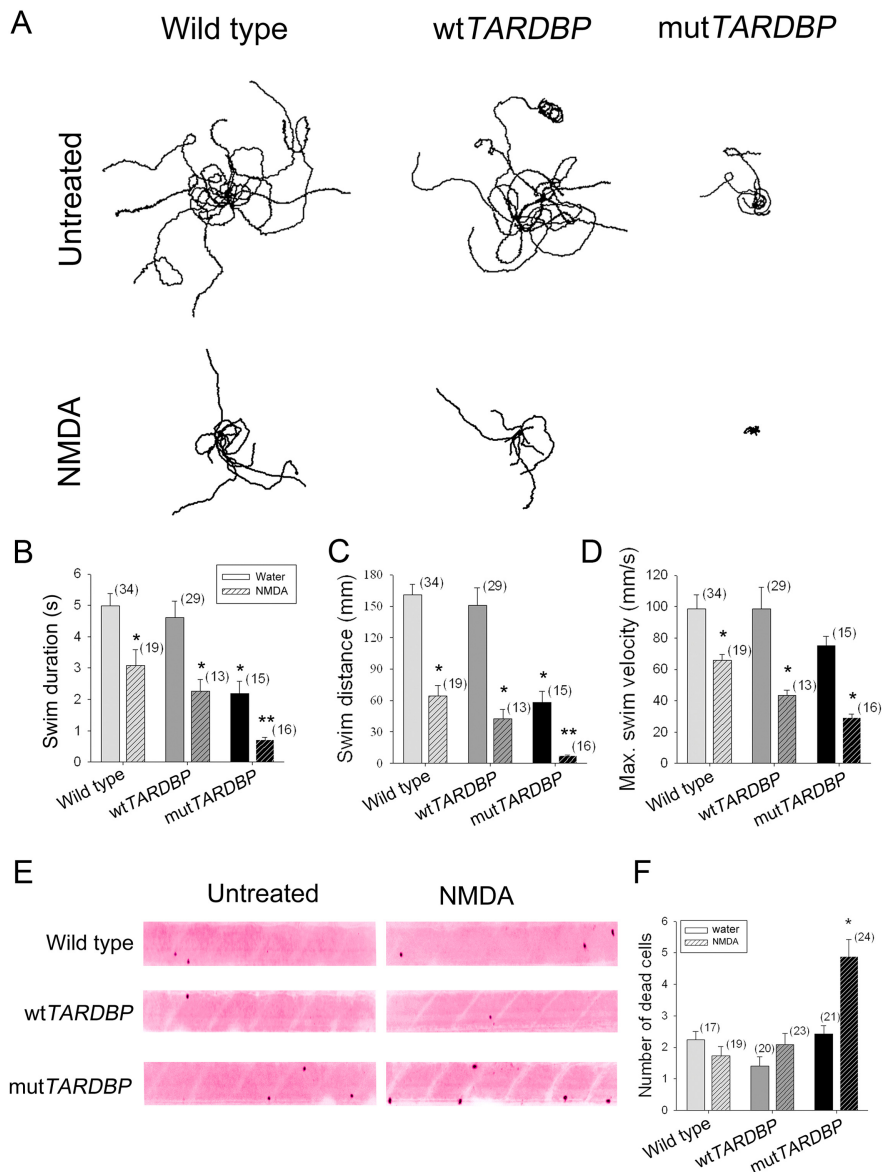 A
Wild type wtTARDBP mutTARDBP
Untreated
NMDA
B
Swim duration (s)
6
5
4
3
2
1
0
Water
NMDA
(34)
*
(19)
(29)
*
(13)
*
(15)
**
(16)
Wild type
wtTARDBP
mutTARDBP
C
Swim distance (mm)
180
150
120
90
60
30
0
(34)
*
(19)
(29)
*
(13)
*
(15)
**
(16)
Wild type
wtTARDBP
mutTARDBP
D
Max. swim velocity (mm/s)
120
100
80
60
40
20
0
(34)
*
(19)
(29)
*
(13)
(15)
*
(16)
Wild type
wtTARDBP
mutTARDBP
E
Untreated NMDA
Wild type
wtTARDBP
mutTARDBP
F
Number of dead cells
6
5
4
3
2
1
0
water
NMDA
(17)
(19)
(20)
(23)
(21)
*
(24)
Wild type
wtTARDBP
mutTARDBP